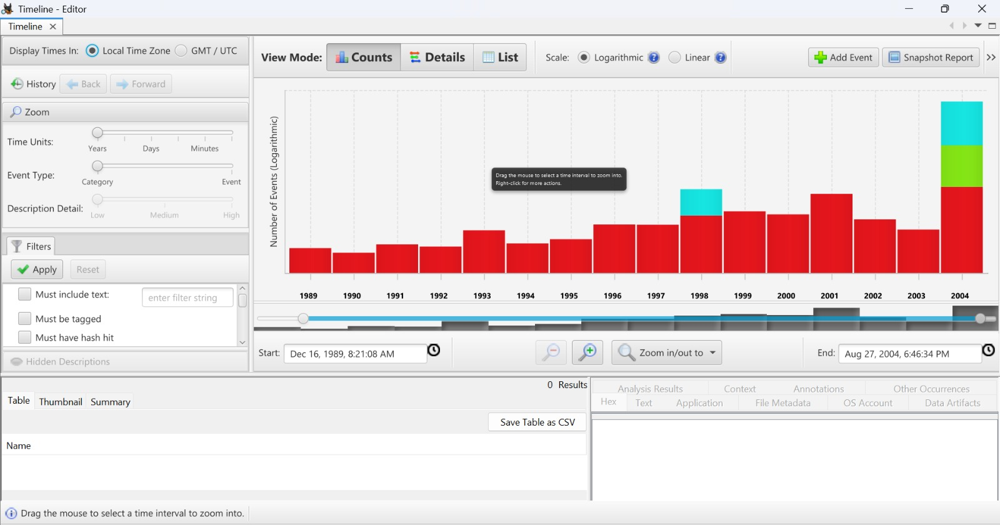 Timeline - Editor
Timeline
Display Times In: Local Time Zone GMT / UTC
History Back Forward
Zoom
Time Units:
Years Days Minutes
Event Type:
Category Event
Description Detail:
Low Medium High
Filters
Apply Reset
Must include text: enter filter string
Must be tagged
Must have hash hit
Hidden Descriptions
View Mode: Counts Details List Scale: Logarithmic ? Linear ? Add Event Snapshot Report >>
Number of Events (Logarithmic)
Drag the mouse to select a time interval to zoom into.
Right-click for more actions.
1989 1990 1991 1992 1993 1994 1995 1996 1997 1998 1999 2000 2001 2002 2003 2004
Start: Dec 16, 1989, 8:21:08 AM Zoom in/out to End: Aug 27, 2004, 6:46:34 PM
0 Results
Table Thumbnail Summary
Save Table as CSV
Name
Analysis Results Context Annotations Other Occurrences
Hex Text Application File Metadata OS Account Data Artifacts
Drag the mouse to select a time interval to zoom into.